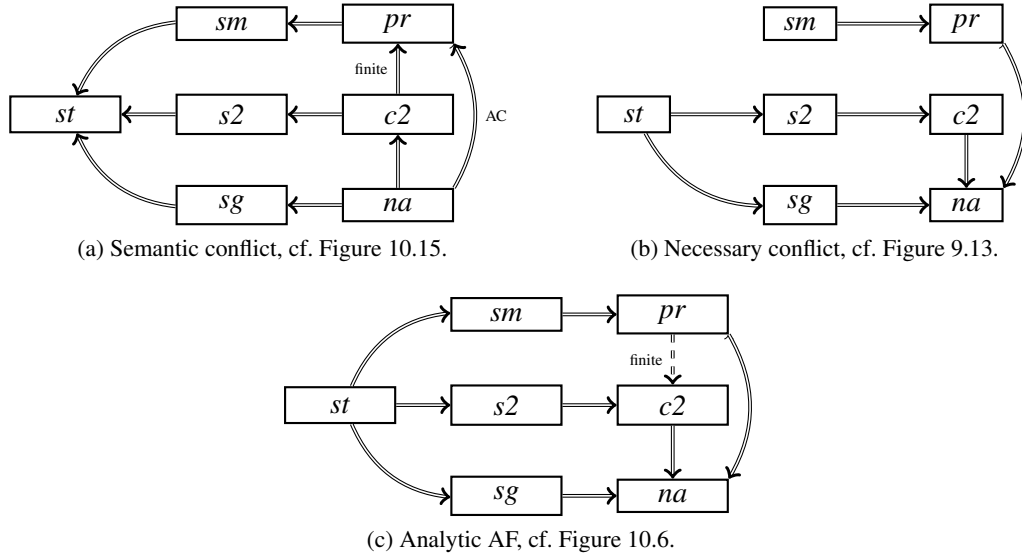 sm pr sm pr
finite
st s2 c2 AC st s2 c2
sg na sg na
(a) Semantic conflict, cf. Figure 10.15. (b) Necessary conflict, cf. Figure 9.13.
sm pr
finite
st s2 c2
sg na
(c) Analytic AF, cf. Figure 10.6.